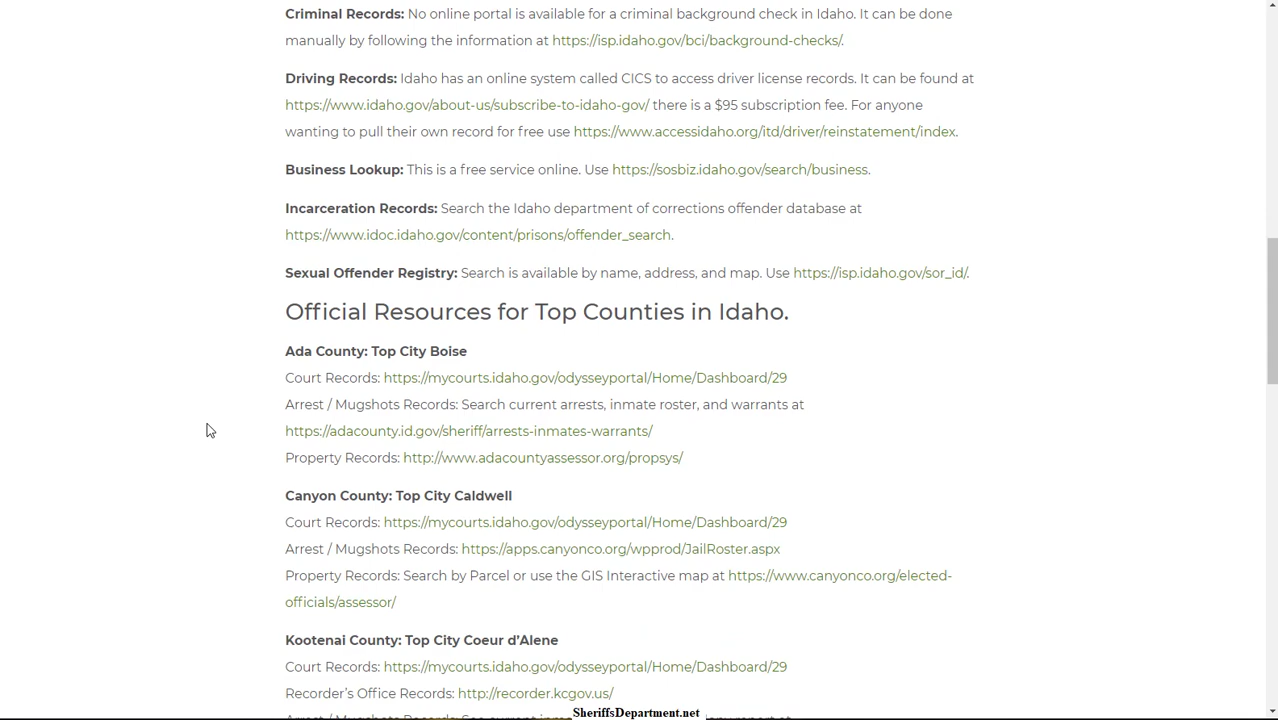 Criminal Records: No online portal is available for a criminal background check in Idaho. It can be done
manually by following the information at https://isp.idaho.gov/bci/background-checks/.
Driving Records: Idaho has an online system called CICS to access driver license records. It can be found at
https://www.idaho.gov/about-us/subscribe-to-idaho-gov/ there is a $95 subscription fee. For anyone
wanting to pull their own record for free use https://www.accessidaho.org/itd/driver/reinstatement/index.
Business Lookup: This is a free service online. Use https://sosbiz.idaho.gov/search/business.
Incarceration Records: Search the Idaho department of corrections offender database at
https://www.idoc.idaho.gov/content/prisons/offender_search.
Sexual Offender Registry: Search is available by name, address, and map. Use https://isp.idaho.gov/sor_id/.
Official Resources for Top Counties in Idaho.
Ada County: Top City Boise
Court Records: https://mycourts.idaho.gov/odysseyportal/Home/Dashboard/29
Arrest / Mugshots Records: Search current arrests, inmate roster, and warrants at
https://adacounty.id.gov/sheriff/arrests-inmates-warrants/
Property Records: http://www.adacountyassessor.org/propsys/
Canyon County: Top City Caldwell
Court Records: https://mycourts.idaho.gov/odysseyportal/Home/Dashboard/29
Arrest / Mugshots Records: https://apps.canyonco.org/wpprod/JailRoster.aspx
Property Records: Search by Parcel or use the GIS Interactive map at https://www.canyonco.org/elected-
officials/assessor/
Kootenai County: Top City Coeur d’Alene
Court Records: https://mycourts.idaho.gov/odysseyportal/Home/Dashboard/29
Recorder’s Office Records: http://recorder.kcgov.us/
SheriffsDepartment.net